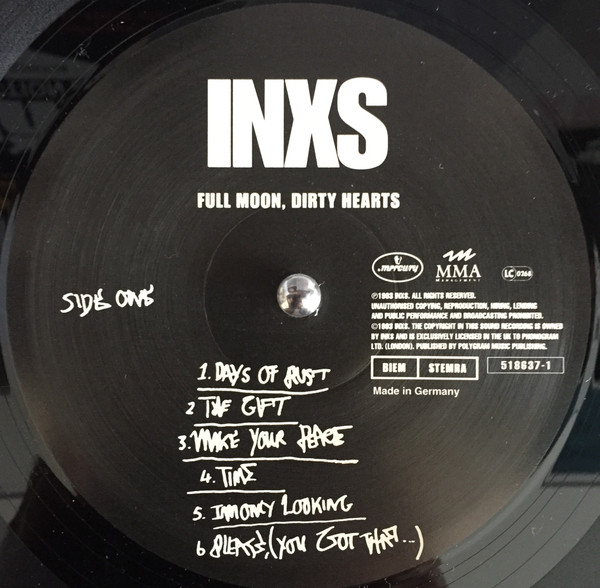 INXS
FULL MOON, DIRTY HEARTS
SIDE ONE
mercury
MMA
MANAGEMENT
LC 0268
℗1993 INXS. ALL RIGHTS RESERVED.
UNAUTHORISED COPYING, REPRODUCTION, HIRING, LENDING
AND PUBLIC PERFORMANCE AND BROADCASTING PROHIBITED.
©1993 INXS. THE COPYRIGHT IN THIS SOUND RECORDING IS OWNED
BY INXS AND IS EXCLUSIVELY LICENSED IN THE UK TO PHONOGRAM
LTD. (LONDON). PUBLISHED BY POLYGRAM MUSIC PUBLISHING.
BIEM STEMRA 518637-1
Made in Germany
1. DAYS OF RUST
2 THE GIFT
3. MAKE YOUR PEACE
4. TIME
5. IM ONLY LOOKING
6 PLEASE, (YOU GOT THAT...)